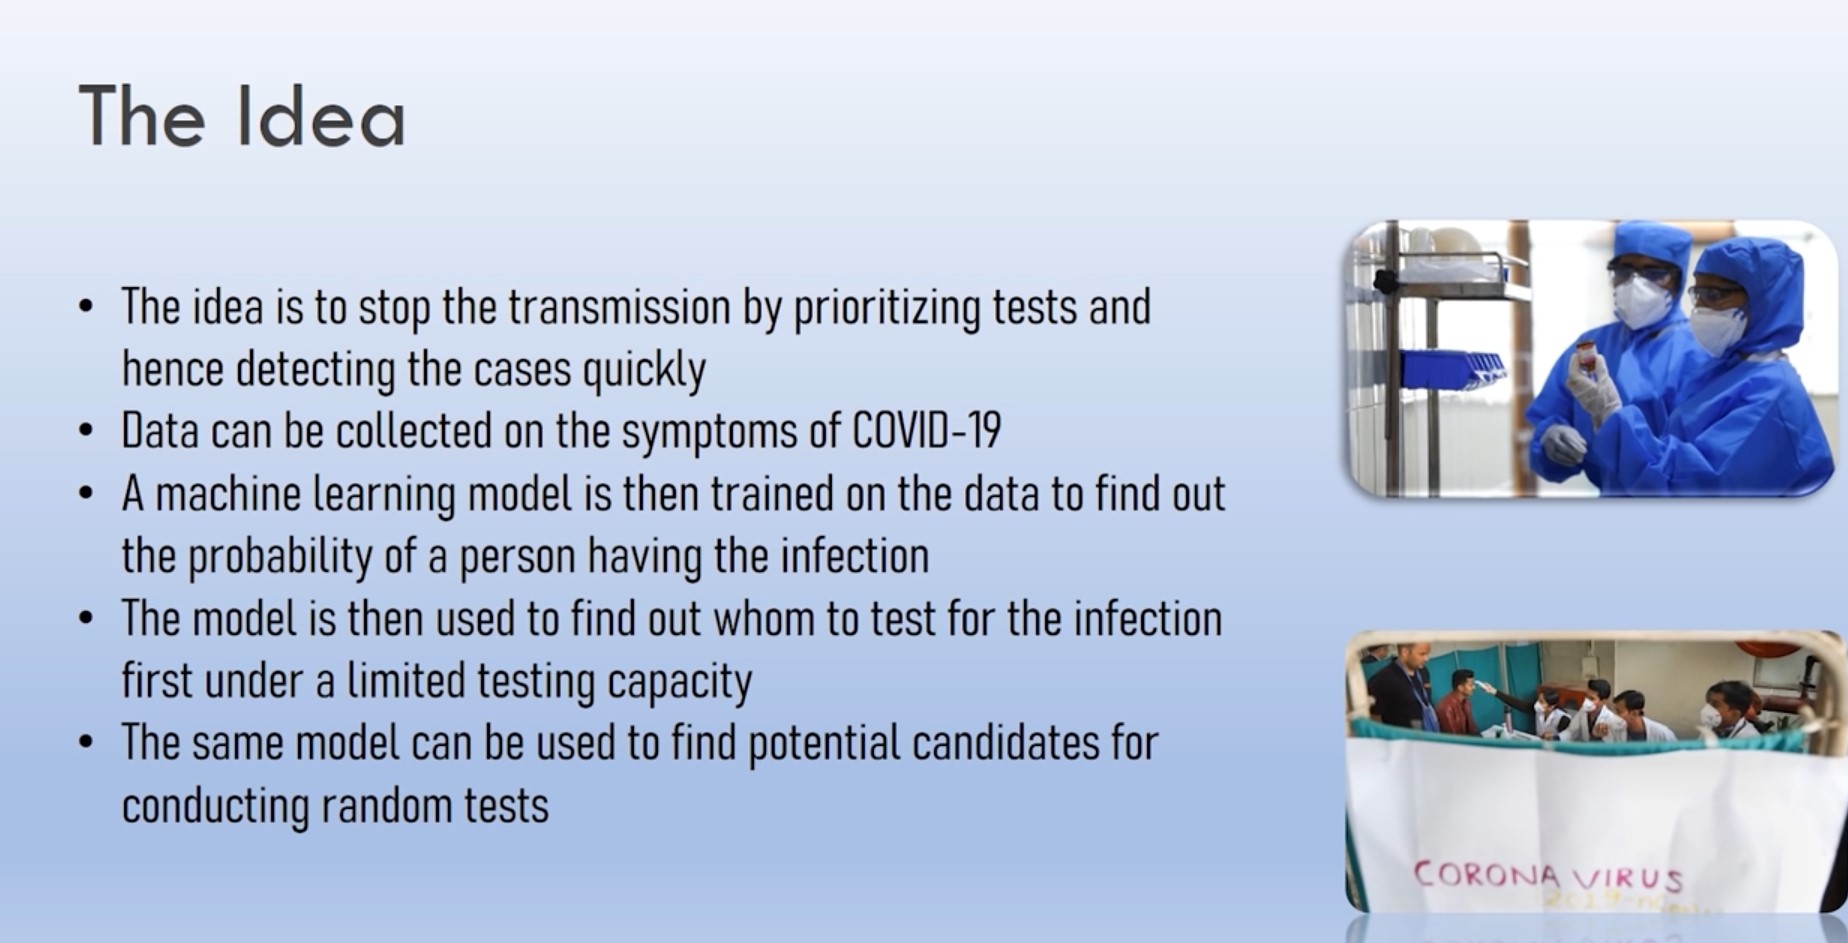 The Idea
• The idea is to stop the transmission by prioritizing tests and
hence detecting the cases quickly
• Data can be collected on the symptoms of COVID-19
• A machine learning model is then trained on the data to find out
the probability of a person having the infection
• The model is then used to find out whom to test for the infection
first under a limited testing capacity
• The same model can be used to find potential candidates for
conducting random tests
CORONA VIRUS